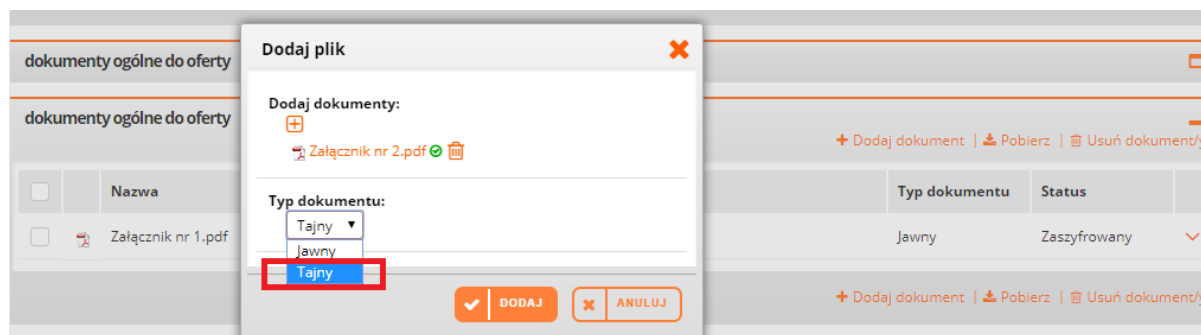 dokumenty ogólne do oferty
Dodaj plik
Dodaj dokumenty:
Załącznik nr 2.pdf
Typ dokumentu:
Tajny
Jawny
Tajny
DODAJ
ANULUJ
dokumenty ogólne do oferty
Dodaj dokument | Pobierz | Usuń dokument/y
Nazwa Typ dokumentu Status
Załącznik nr 1.pdf Jawny Zaszyfrowany
Dodaj dokument | Pobierz | Usuń dokument/y